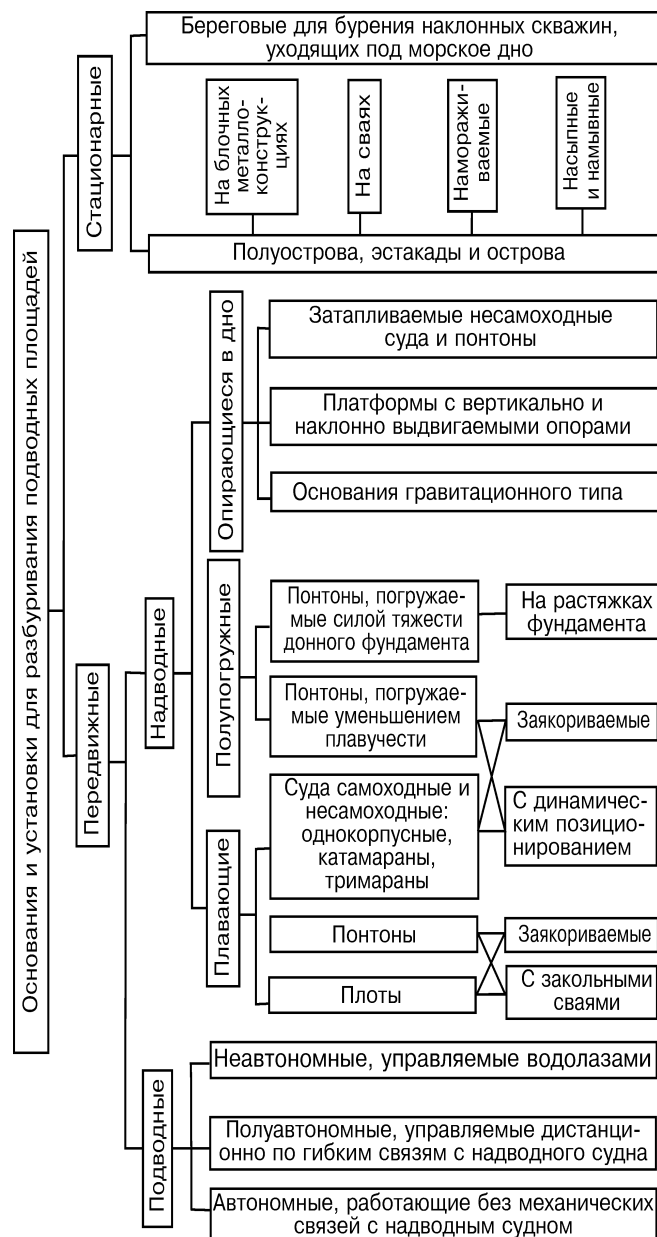 Основания и установки для разбуривания подводных площадей
Стационарные
Береговые для бурения наклонных скважин,
уходящих под морское дно
На блочных
металло-
конструк-
циях
На сваях
Наморажи-
ваемые
Насыпные
и намывные
Полуострова, эстакады и острова
Передвижные
Надводные
Опирающиеся в дно
Затапливаемые несамоходные
суда и понтоны
Платформы с вертикально и
наклонно выдвигаемыми опорами
Основания гравитационного типа
Полупогружные
Понтоны, погружае-
мые силой тяжести
донного фундамента
На растяжках
фундамента
Понтоны, погружае-
мые уменьшением
плавучести
Заякориваемые
Плавающие
Суда самоходные и
несамоходные:
однокорпусные,
катамараны,
тримараны
С динамичес-
ким позицио-
нированием
Понтоны
Заякориваемые
Плоты
С закольными
сваями
Подводные
Неавтономные, управляемые водолазами
Полуавтономные, управляемые дистанци-
онно по гибким связям с надводного судна
Автономные, работающие без механических
связей с надводным судном